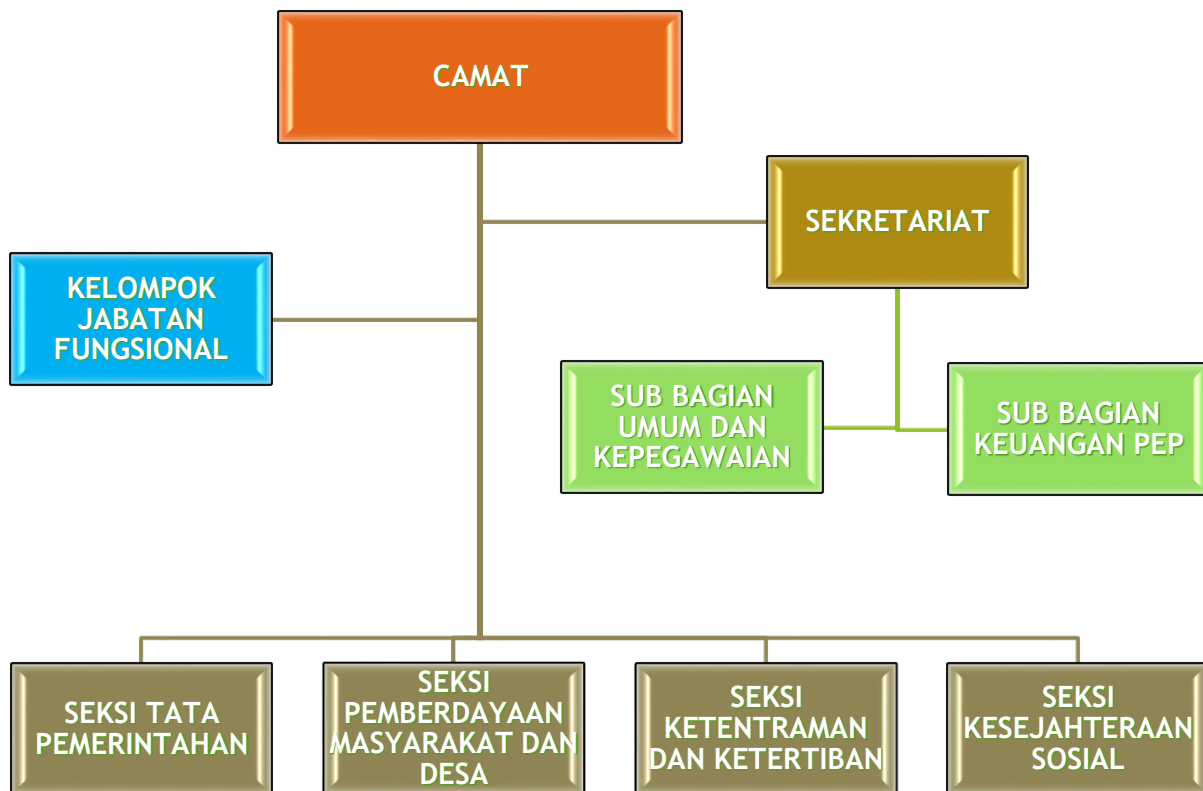 CAMAT
SEKRETARIAT
KELOMPOK
JABATAN
FUNGSIONAL
SUB BAGIAN
UMUM DAN
KEPEGAWAIAN
SUB BAGIAN
KEUANGAN PEP
SEKSI TATA
PEMERINTAHAN
SEKSI
PEMBERDAYAAN
MASYARAKAT DAN
DESA
SEKSI
KETENTRAMAN
DAN KETERTIBAN
SEKSI
KESEJAHTERAAN
SOSIAL